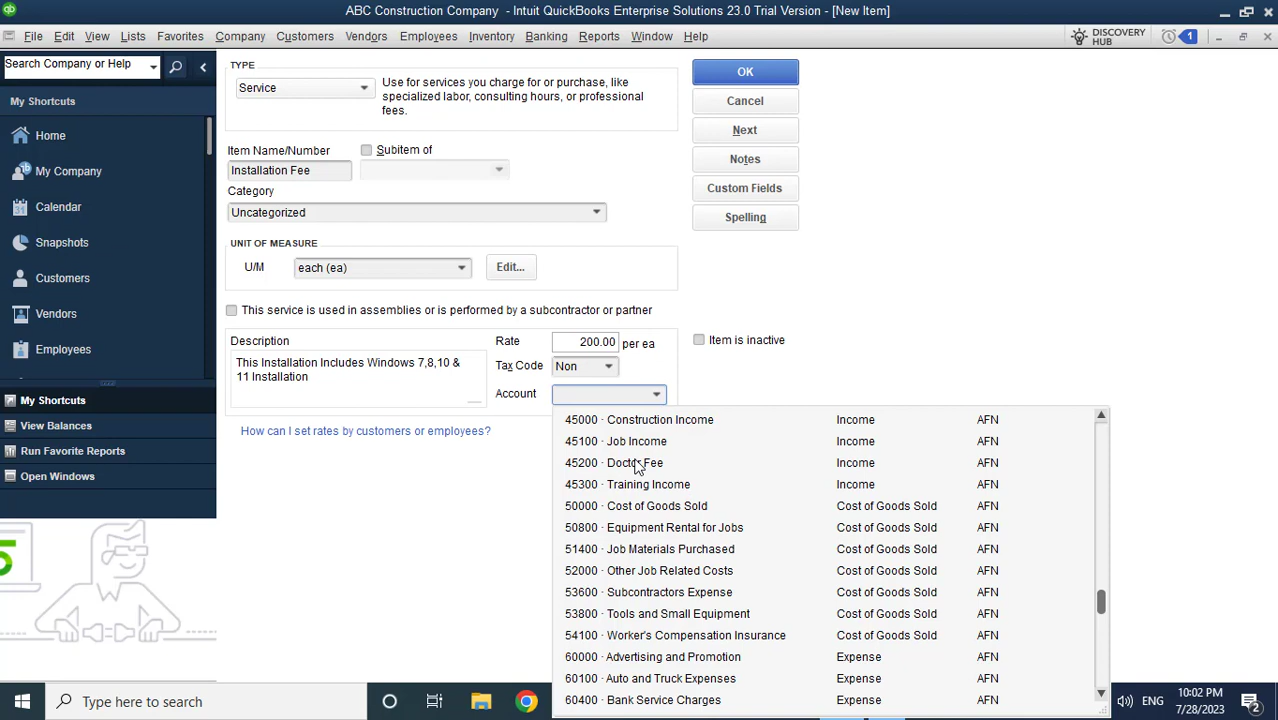 ABC Construction Company - Intuit QuickBooks Enterprise Solutions 23.0 Trial Version - [New Item]
File Edit View Lists Favorites Company Customers Vendors Employees Inventory Banking Reports Window Help
DISCOVERY HUB 1
Search Company or Help
My Shortcuts
Home
My Company
Calendar
Snapshots
Customers
Vendors
Employees
My Shortcuts
View Balances
Run Favorite Reports
Open Windows
TYPE
Service
Use for services you charge for or purchase, like
specialized labor, consulting hours, or professional
fees.
OK
Cancel
Next
Notes
Custom Fields
Spelling
Item Name/Number
Subitem of
Installation Fee
Category
Uncategorized
UNIT OF MEASURE
U/M each (ea) Edit...
This service is used in assemblies or is performed by a subcontractor or partner
Description
This Installation Includes Windows 7,8,10 &
11 Installation
Rate 200.00 per ea
Tax Code Non
Account
Item is inactive
How can I set rates by customers or employees?
45000 · Construction Income Income AFN
45100 · Job Income Income AFN
45200 · Doctor Fee Income AFN
45300 · Training Income Income AFN
50000 · Cost of Goods Sold Cost of Goods Sold AFN
50800 · Equipment Rental for Jobs Cost of Goods Sold AFN
51400 · Job Materials Purchased Cost of Goods Sold AFN
52000 · Other Job Related Costs Cost of Goods Sold AFN
53600 · Subcontractors Expense Cost of Goods Sold AFN
53800 · Tools and Small Equipment Cost of Goods Sold AFN
54100 · Worker's Compensation Insurance Cost of Goods Sold AFN
60000 · Advertising and Promotion Expense AFN
60100 · Auto and Truck Expenses Expense AFN
60400 · Bank Service Charges Expense AFN
5
Type here to search
ENG
10:02 PM
7/28/2023
2